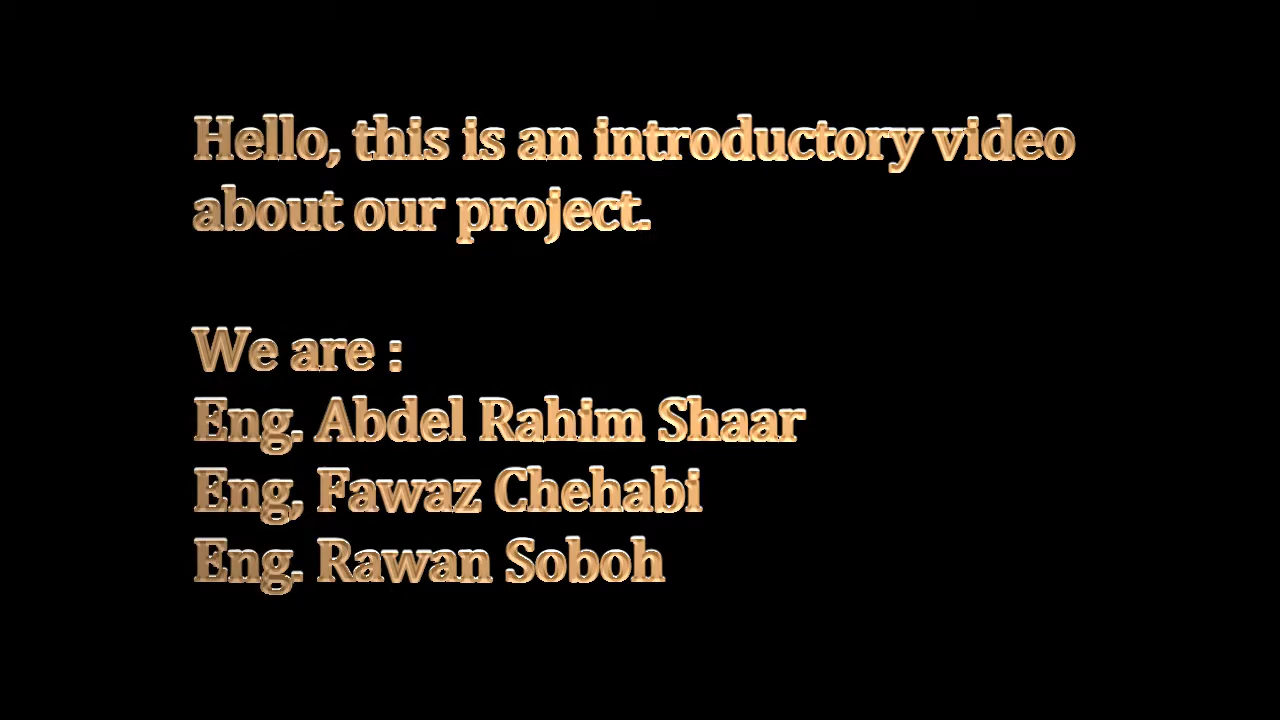 Hello, this is an introductory video
about our project.
We are :
Eng. Abdel Rahim Shaar
Eng, Fawaz Chehabi
Eng. Rawan Soboh